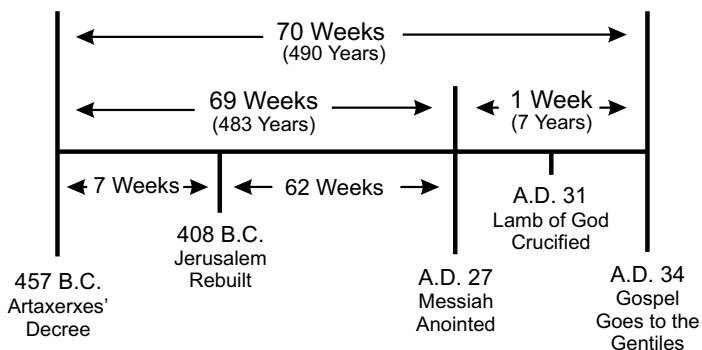 70 Weeks
(490 Years)
69 Weeks
(483 Years)
1 Week
(7 Years)
7 Weeks
62 Weeks
457 B.C.
Artaxerxes’
Decree
408 B.C.
Jerusalem
Rebuilt
A.D. 27
Messiah
Anointed
A.D. 31
Lamb of God
Crucified
A.D. 34
Gospel
Goes to the
Gentiles